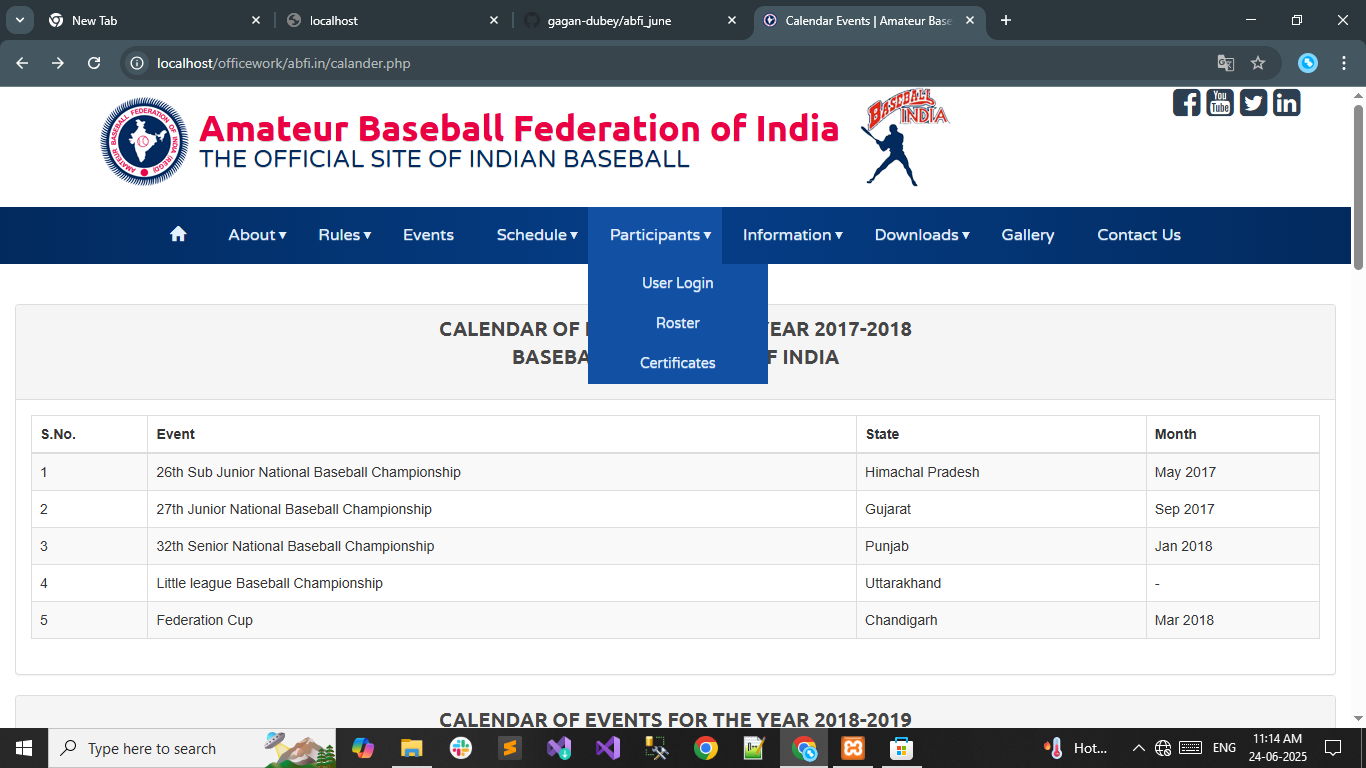 New Tab
localhost
gagan-dubey/abfi_june
Calendar Events | Amateur Base
localhost/officework/abfi.in/calander.php
AMATEUR BASEBALL FEDERATION OF INDIA (REGD)
Amateur Baseball Federation of India
THE OFFICIAL SITE OF INDIAN BASEBALL
BASEBALL
INDIA
You
Tube
About ▾
Rules ▾
Events
Schedule ▾
Participants ▾
Information ▾
Downloads ▾
Gallery
Contact Us
User Login
Roster
Certificates
CALENDAR OF EAR 2017-2018
BASEBA F INDIA
S.No. Event State Month
1 26th Sub Junior National Baseball Championship Himachal Pradesh May 2017
2 27th Junior National Baseball Championship Gujarat Sep 2017
3 32th Senior National Baseball Championship Punjab Jan 2018
4 Little league Baseball Championship Uttarakhand -
5 Federation Cup Chandigarh Mar 2018
CALENDAR OF EVENTS FOR THE YEAR 2018-2019
Type here to search
Hot...
ENG
11:14 AM
24-06-2025